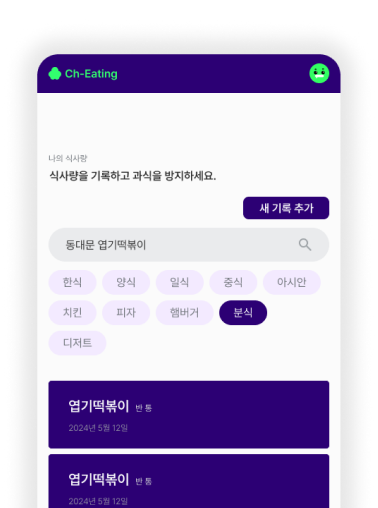 Ch-Eating
나의 식사량
식사량을 기록하고 과식을 방지하세요.
새 기록 추가
동대문 엽기떡볶이
한식 양식 일식 중식 아시안
치킨 피자 햄버거 분식
디저트
엽기떡볶이 반 통
2024년 5월 12일
엽기떡볶이 반 통
2024년 5월 12일